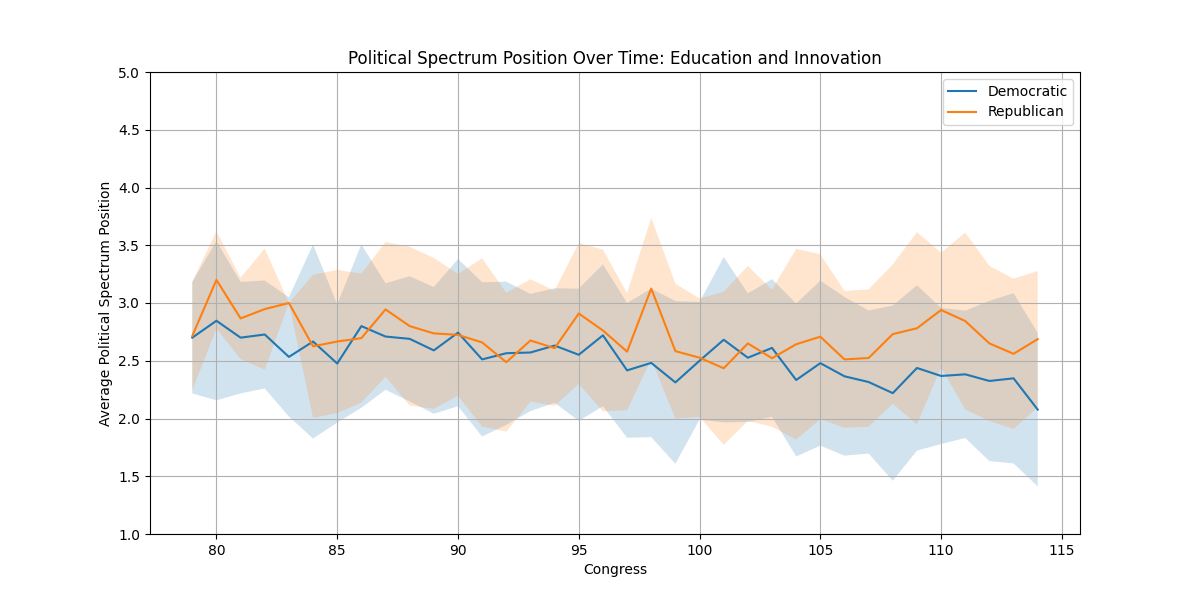 Political Spectrum Position Over Time: Education and Innovation
Democratic
Republican
Average Political Spectrum Position
5.0
4.5
4.0
3.5
3.0
2.5
2.0
1.5
1.0
80 85 90 95 100 105 110 115
Congress